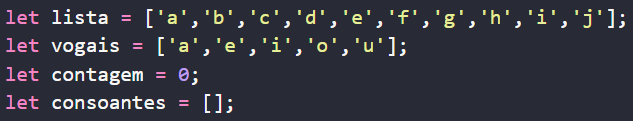 let lista = ['a','b','c','d','e','f','g','h','i','j'];
let vogais = ['a','e','i','o','u'];
let contagem = 0;
let consoantes = [];